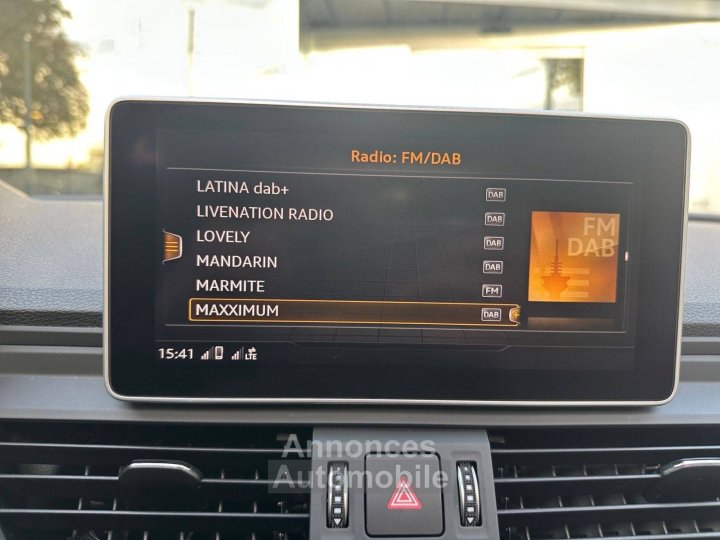 Radio: FM/DAB
LATINA dab+ DAB
LIVENATION RADIO DAB
LOVELY DAB
MANDARIN DAB
MARMITE FM
MAXXIMUM DAB
FM
DAB
15:41 LTE
Annonces
Automobile